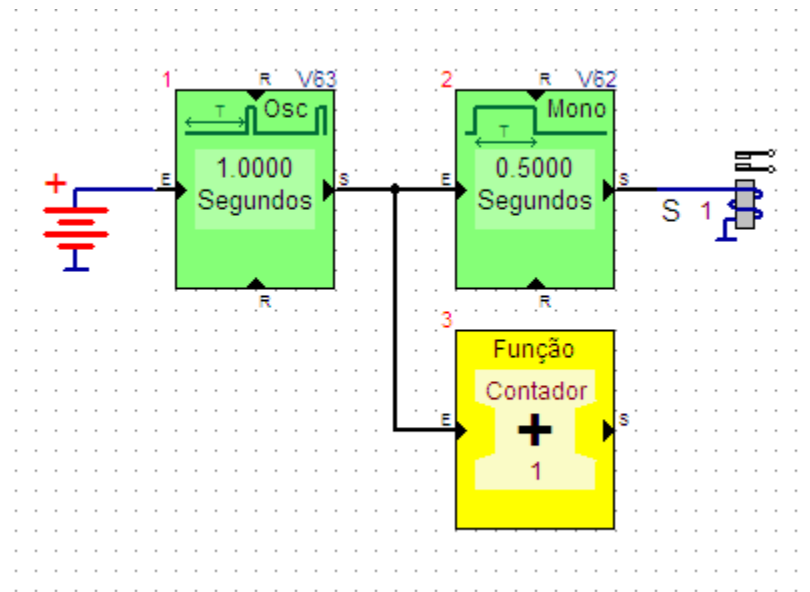 1 R V63
T Osc
1.0000
Segundos
E S
R
2 R V62
Mono
T
0.5000
Segundos
E S
R
+
S 1
3
Função
Contador
E + S
1